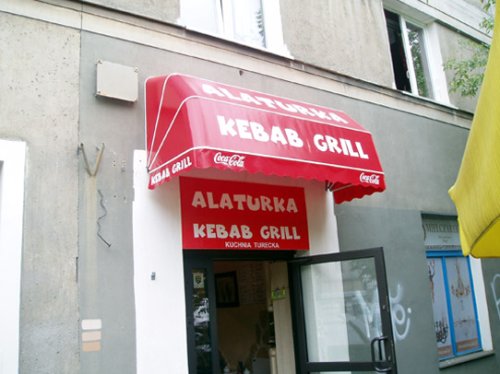 ALATURKA
KEBAB GRILL
Coca-Cola
Coca-Cola
KEBAB GRILL
ALATURKA
KEBAB GRILL
KUCHNIA TURECKA